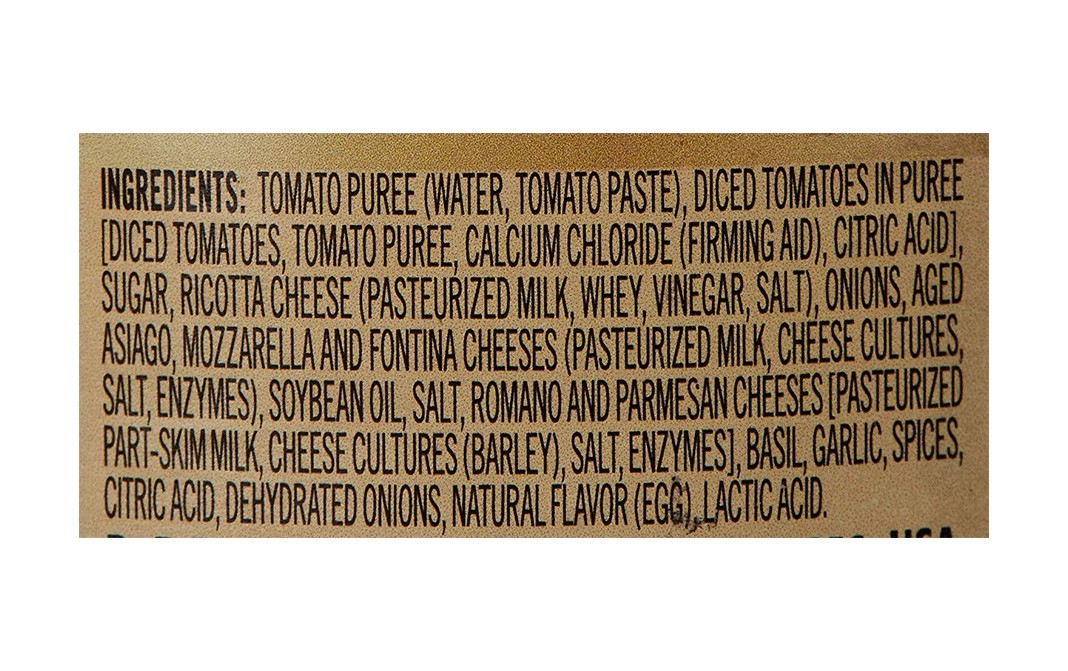 INGREDIENTS: TOMATO PUREE (WATER, TOMATO PASTE), DICED TOMATOES IN PUREE
[DICED TOMATOES, TOMATO PUREE, CALCIUM CHLORIDE (FIRMING AID), CITRIC ACID],
SUGAR, RICOTTA CHEESE (PASTEURIZED MILK, WHEY, VINEGAR, SALT), ONIONS, AGED
ASIAGO, MOZZARELLA AND FONTINA CHEESES (PASTEURIZED MILK, CHEESE CULTURES,
SALT, ENZYMES), SOYBEAN OIL, SALT, ROMANO AND PARMESAN CHEESES [PASTEURIZED
PART-SKIM MILK, CHEESE CULTURES (BARLEY), SALT, ENZYMES], BASIL, GARLIC, SPICES,
CITRIC ACID, DEHYDRATED ONIONS, NATURAL FLAVOR (EGG), LACTIC ACID.
USA